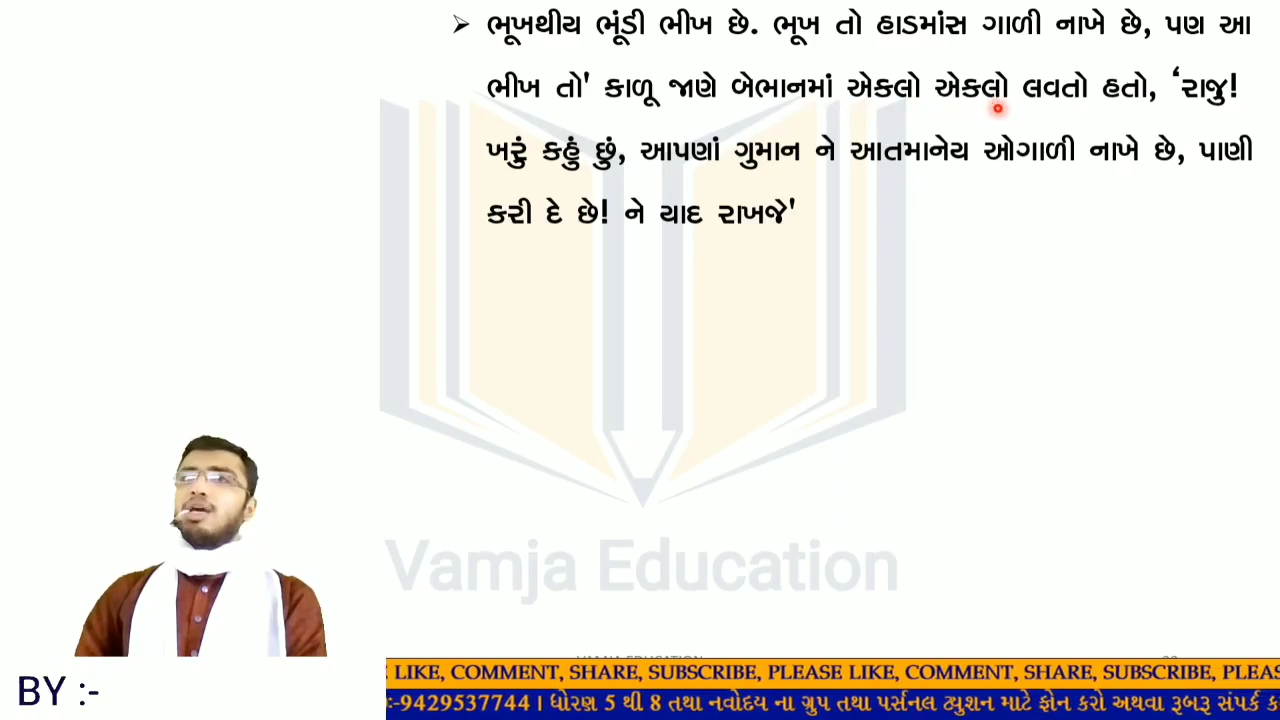 ➢ ભૂખથીય ભૂંડી ભીખ છે. ભૂખ તો હાડમાંસ ગાળી નાખે છે, પણ આ
ભીખ તો' કાળૂ જાણે બેભાનમાં એકલો એકલો લવતો હતો, ‘રાજુ!
ખરું કહું છું, આપણાં ગુમાન ને આતમાનેય ઓગાળી નાખે છે, પાણી
કરી દે છે! ને યાદ રાખજે'
Vamja Education
LIKE, COMMENT, SHARE, SUBSCRIBE, PLEASE LIKE, COMMENT, SHARE, SUBSCRIBE, PLEAS
BY :-
:-9429537744 | ધોરણ 5 થી 8 તથા નવોદય ના ગ્રુપ તથા પર્સનલ ટ્યુશન માટે ફોન કરો અથવા રૂબરૂ સંપર્ક